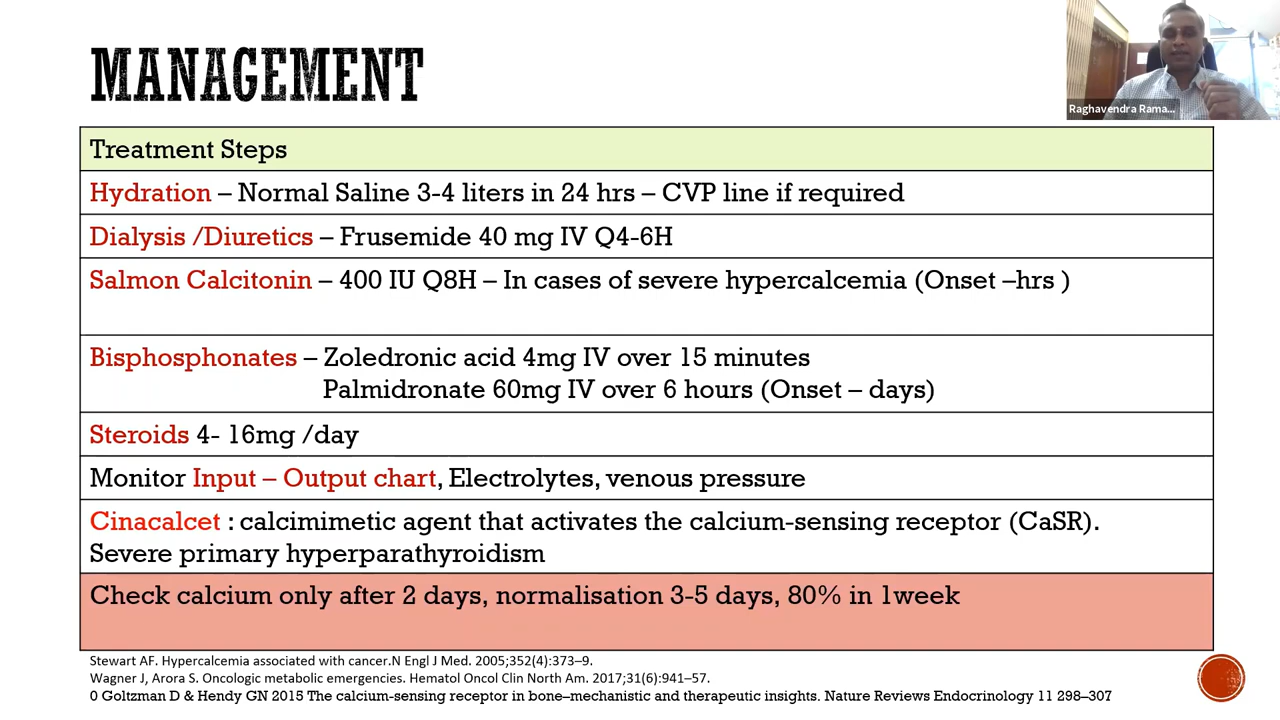 MANAGEMENT
Raghavendra Rama...
Treatment Steps
Hydration – Normal Saline 3-4 liters in 24 hrs – CVP line if required
Dialysis /Diuretics – Frusemide 40 mg IV Q4-6H
Salmon Calcitonin – 400 IU Q8H – In cases of severe hypercalcemia (Onset –hrs )
Bisphosphonates – Zoledronic acid 4mg IV over 15 minutes
Palmidronate 60mg IV over 6 hours (Onset – days)
Steroids 4- 16mg /day
Monitor Input – Output chart, Electrolytes, venous pressure
Cinacalcet : calcimimetic agent that activates the calcium-sensing receptor (CaSR).
Severe primary hyperparathyroidism
Check calcium only after 2 days, normalisation 3-5 days, 80% in 1week
Stewart AF. Hypercalcemia associated with cancer.N Engl J Med. 2005;352(4):373–9.
Wagner J, Arora S. Oncologic metabolic emergencies. Hematol Oncol Clin North Am. 2017;31(6):941–57.
0 Goltzman D & Hendy GN 2015 The calcium-sensing receptor in bone–mechanistic and therapeutic insights. Nature Reviews Endocrinology 11 298–307